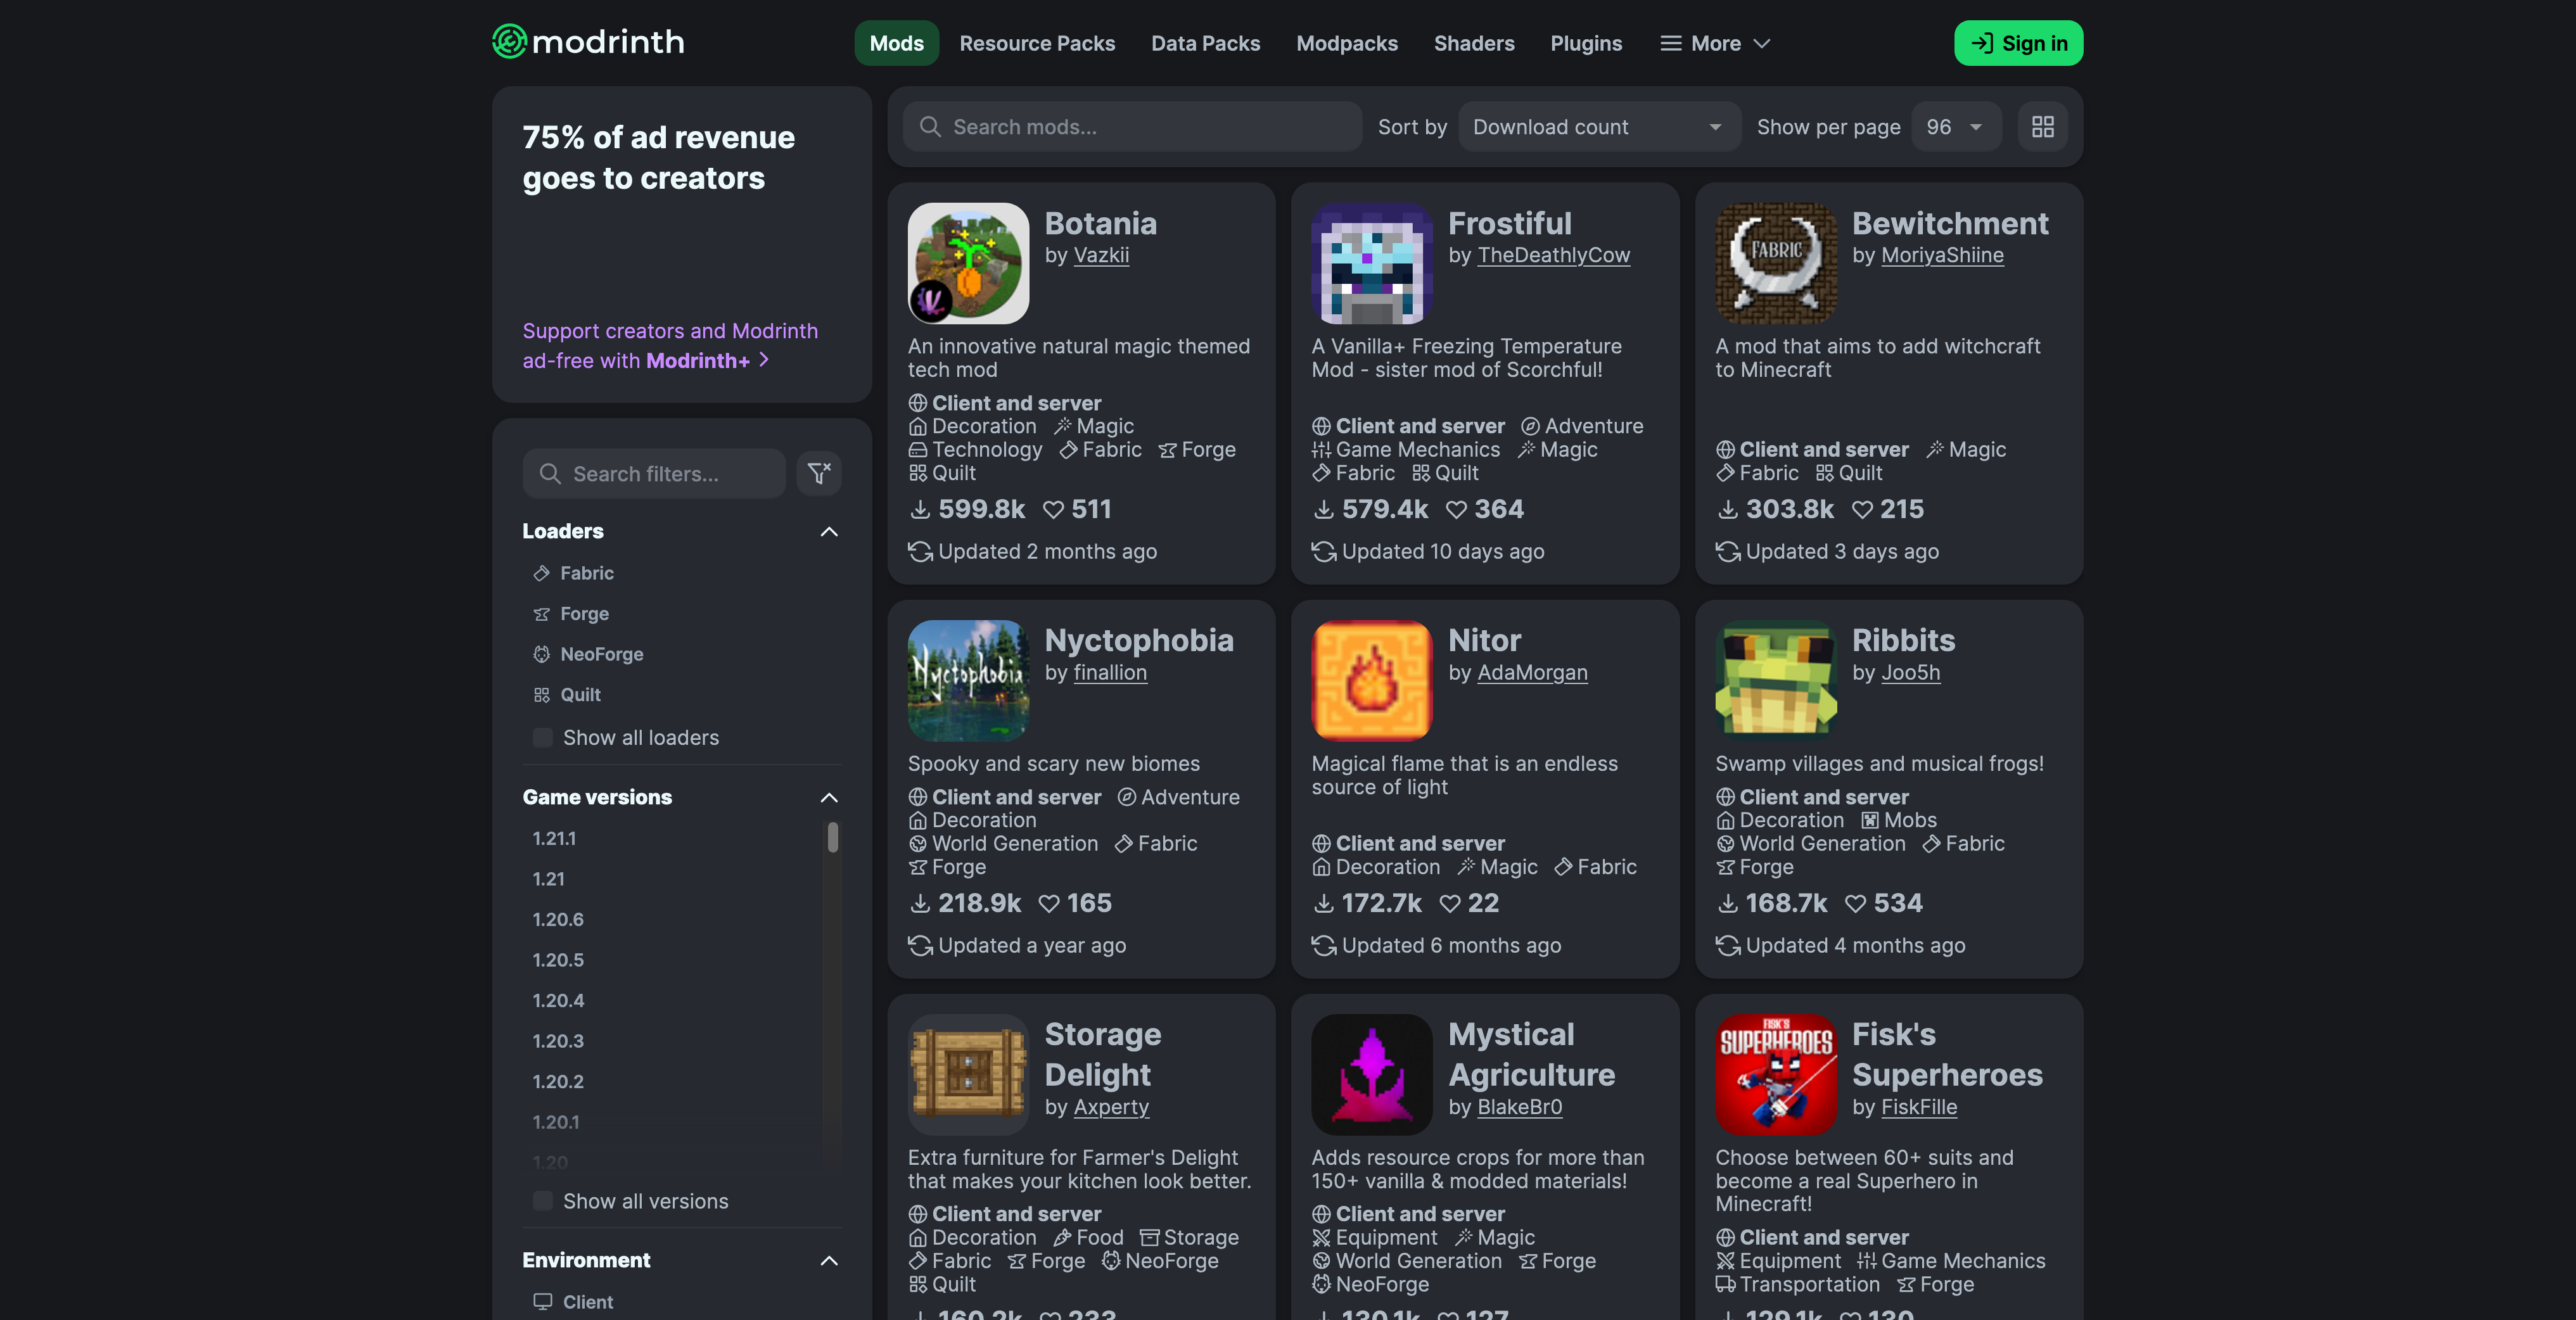 modrinth
Mods
Resource Packs
Data Packs
Modpacks
Shaders
Plugins
More
Sign in
75% of ad revenue
goes to creators
Support creators and Modrinth
ad-free with Modrinth+
Search filters...
Loaders
Fabric
Forge
NeoForge
Quilt
Show all loaders
Game versions
1.21.1
1.21
1.20.6
1.20.5
1.20.4
1.20.3
1.20.2
1.20.1
1.20
Show all versions
Environment
Client
Search mods...
Sort by
Download count
Show per page
96
Botania
by Vazkii
An innovative natural magic themed
tech mod
Client and server
Decoration Magic
Technology Fabric Forge
Quilt
599.8k 511
Updated 2 months ago
Frostiful
by TheDeathlyCow
A Vanilla+ Freezing Temperature
Mod - sister mod of Scorchful!
Client and server Adventure
Game Mechanics Magic
Fabric Quilt
579.4k 364
Updated 10 days ago
FABRIC
Bewitchment
by MoriyaShiine
A mod that aims to add witchcraft
to Minecraft
Client and server Magic
Fabric Quilt
303.8k 215
Updated 3 days ago
Nyctophobia
Nyctophobia
by finallion
Spooky and scary new biomes
Client and server Adventure
Decoration
World Generation Fabric
Forge
218.9k 165
Updated a year ago
Nitor
by AdaMorgan
Magical flame that is an endless
source of light
Client and server
Decoration Magic Fabric
172.7k 22
Updated 6 months ago
Ribbits
by Joo5h
Swamp villages and musical frogs!
Client and server
Decoration Mobs
World Generation Fabric
Forge
168.7k 534
Updated 4 months ago
Storage
Delight
by Axperty
Extra furniture for Farmer's Delight
that makes your kitchen look better.
Client and server
Decoration Food Storage
Fabric Forge NeoForge
Quilt
160.2k 233
Mystical
Agriculture
by BlakeBr0
Adds resource crops for more than
150+ vanilla & modded materials!
Client and server
Equipment Magic
World Generation Forge
NeoForge
130.1k 127
FISK'S
SUPERHEROES
Fisk's
Superheroes
by FiskFille
Choose between 60+ suits and
become a real Superhero in
Minecraft!
Client and server
Equipment Game Mechanics
Transportation Forge
129.1k 130